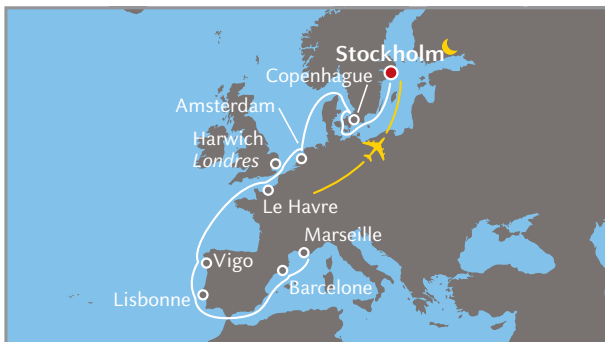 Stockholm
Copenhague
Amsterdam
Harwich
Londres
Le Havre
Marseille
Vigo
Barcelone
Lisbonne